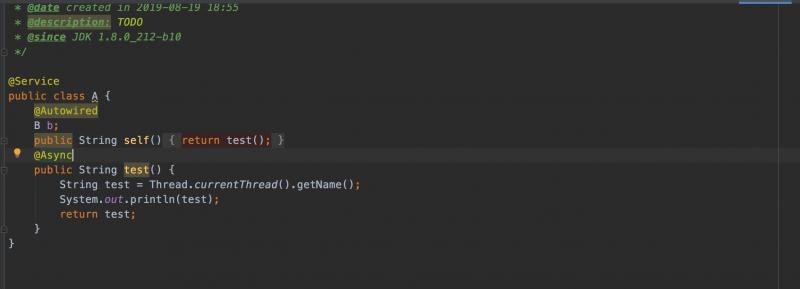 * @date created in 2019-08-19 18:55
* @description: TODO
* @since JDK 1.8.0_212-b10
*/
@Service
public class A {
@Autowired
B b;
public String self() { return test(); }
@Async
public String test() {
String test = Thread.currentThread().getName();
System.out.println(test);
return test;
}
}